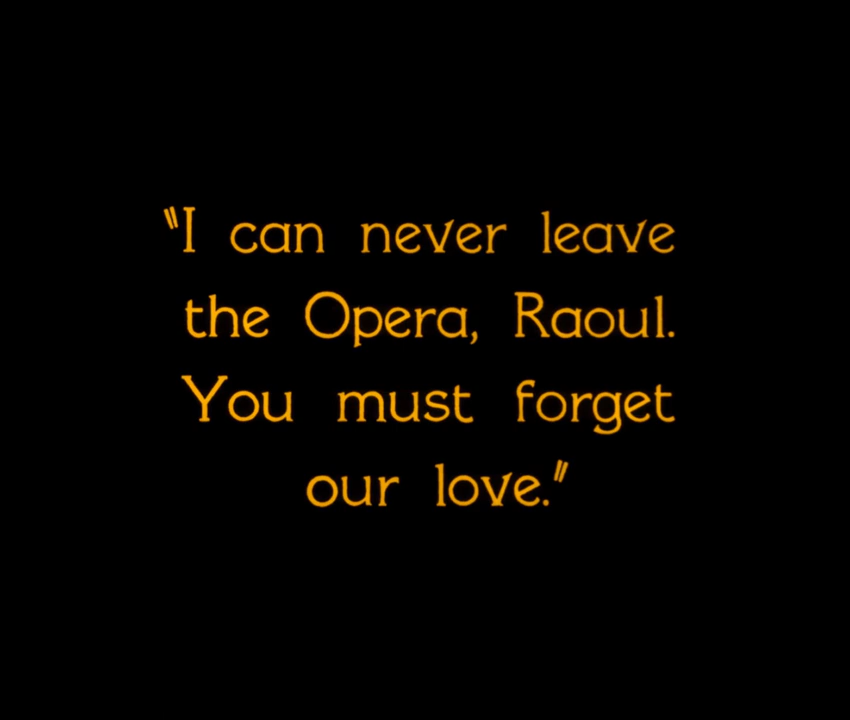 "I can never leave
the Opera, Raoul.
You must forget
our love."